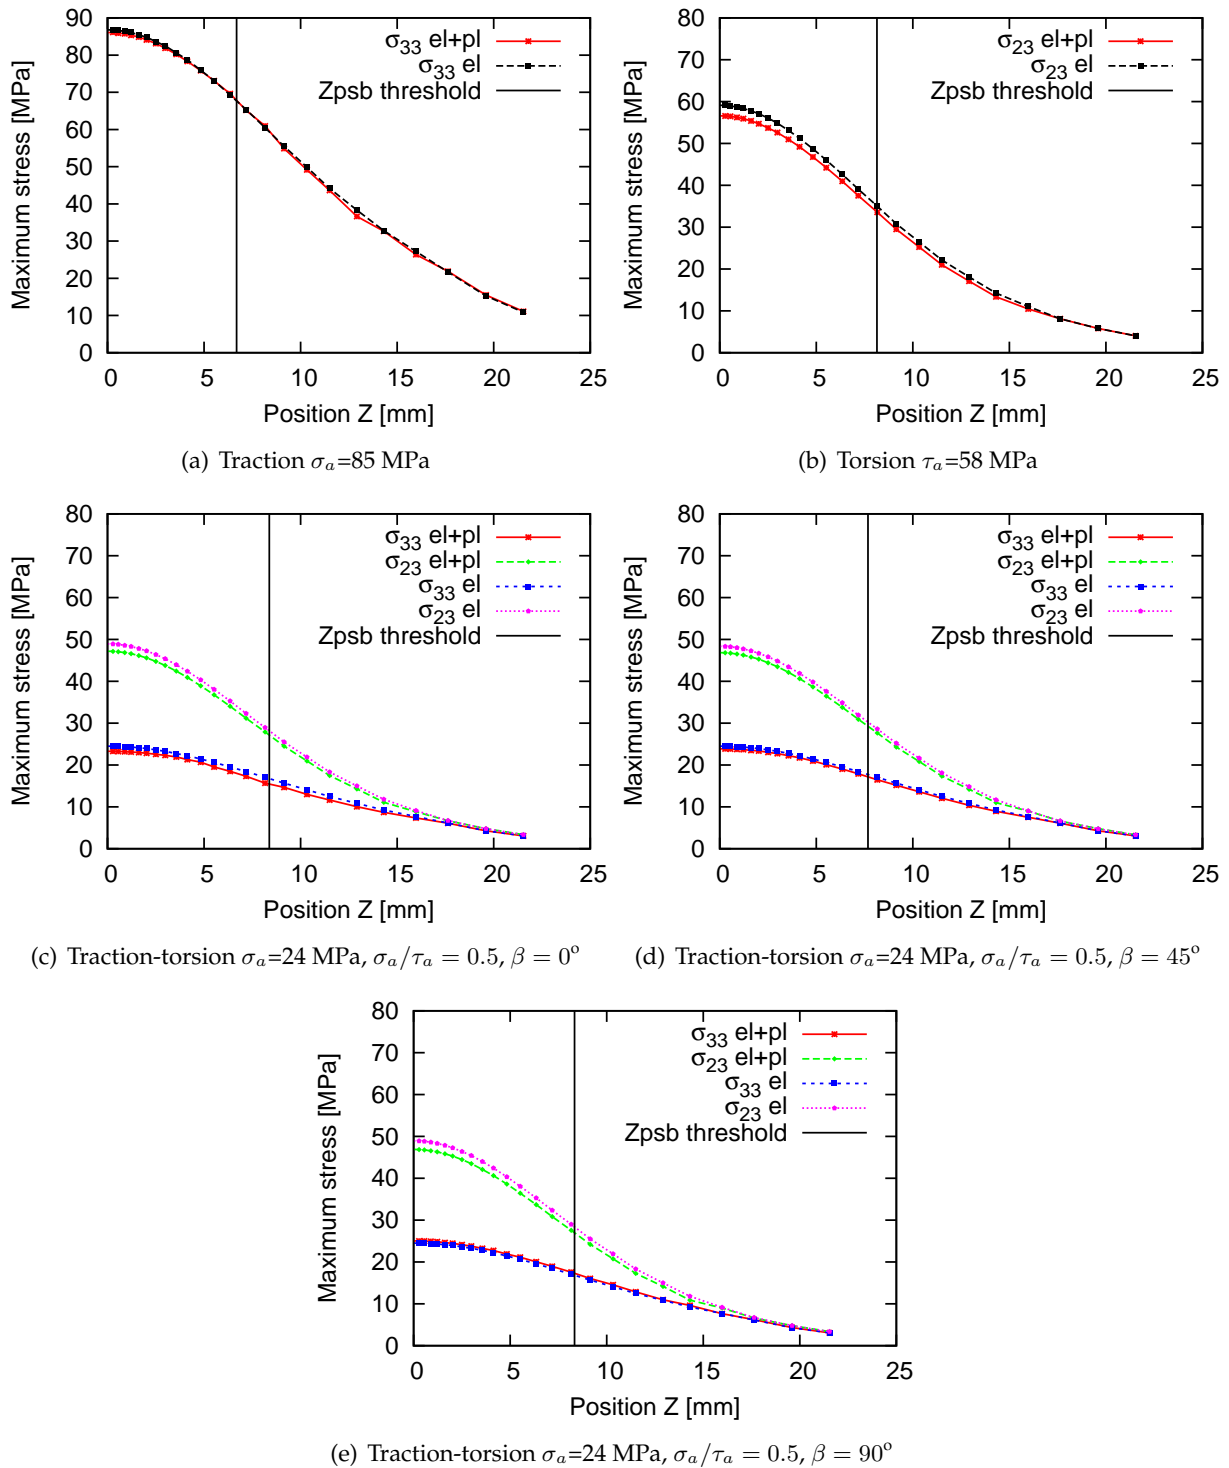 90
80
70
60
50
40
30
20
10
0
Maximum stress [MPa]
σ33 el+pl
σ33 el
Zpsb threshold
0 5 10 15 20 25
Position Z [mm]
(a) Traction σa=85 MPa
80
70
60
50
40
30
20
10
0
Maximum stress [MPa]
σ23 el+pl
σ23 el
Zpsb threshold
0 5 10 15 20 25
Position Z [mm]
(b) Torsion τa=58 MPa
80
70
60
50
40
30
20
10
0
Maximum stress [MPa]
σ33 el+pl
σ23 el+pl
σ33 el
σ23 el
Zpsb threshold
0 5 10 15 20 25
Position Z [mm]
(c) Traction-torsion σa=24 MPa, σa/τa = 0.5, β = 0°
80
70
60
50
40
30
20
10
0
Maximum stress [MPa]
σ33 el+pl
σ23 el+pl
σ33 el
σ23 el
Zpsb threshold
0 5 10 15 20 25
Position Z [mm]
(d) Traction-torsion σa=24 MPa, σa/τa = 0.5, β = 45°
80
70
60
50
40
30
20
10
0
Maximum stress [MPa]
σ33 el+pl
σ23 el+pl
σ33 el
σ23 el
Zpsb threshold
0 5 10 15 20 25
Position Z [mm]
(e) Traction-torsion σa=24 MPa, σa/τa = 0.5, β = 90°